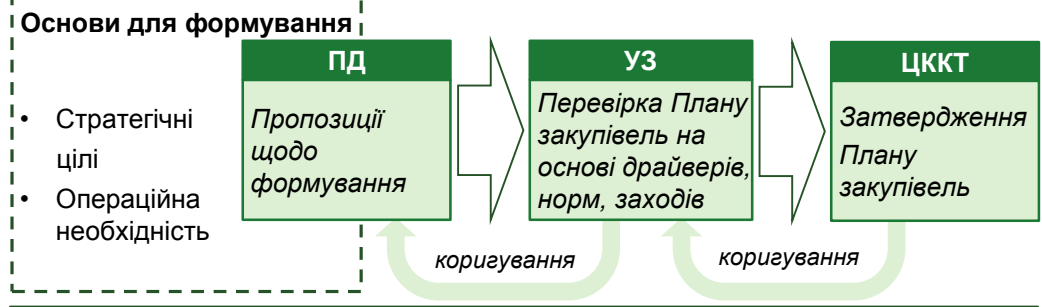 Основи для формування
• Стратегічні
цілі
• Операційна
необхідність
ПД
Пропозиції
щодо
формування
УЗ
Перевірка Плану
закупівель на
основі драйверів,
норм, заходів
ЦККТ
Затвердження
Плану
закупівель
коригування
коригування